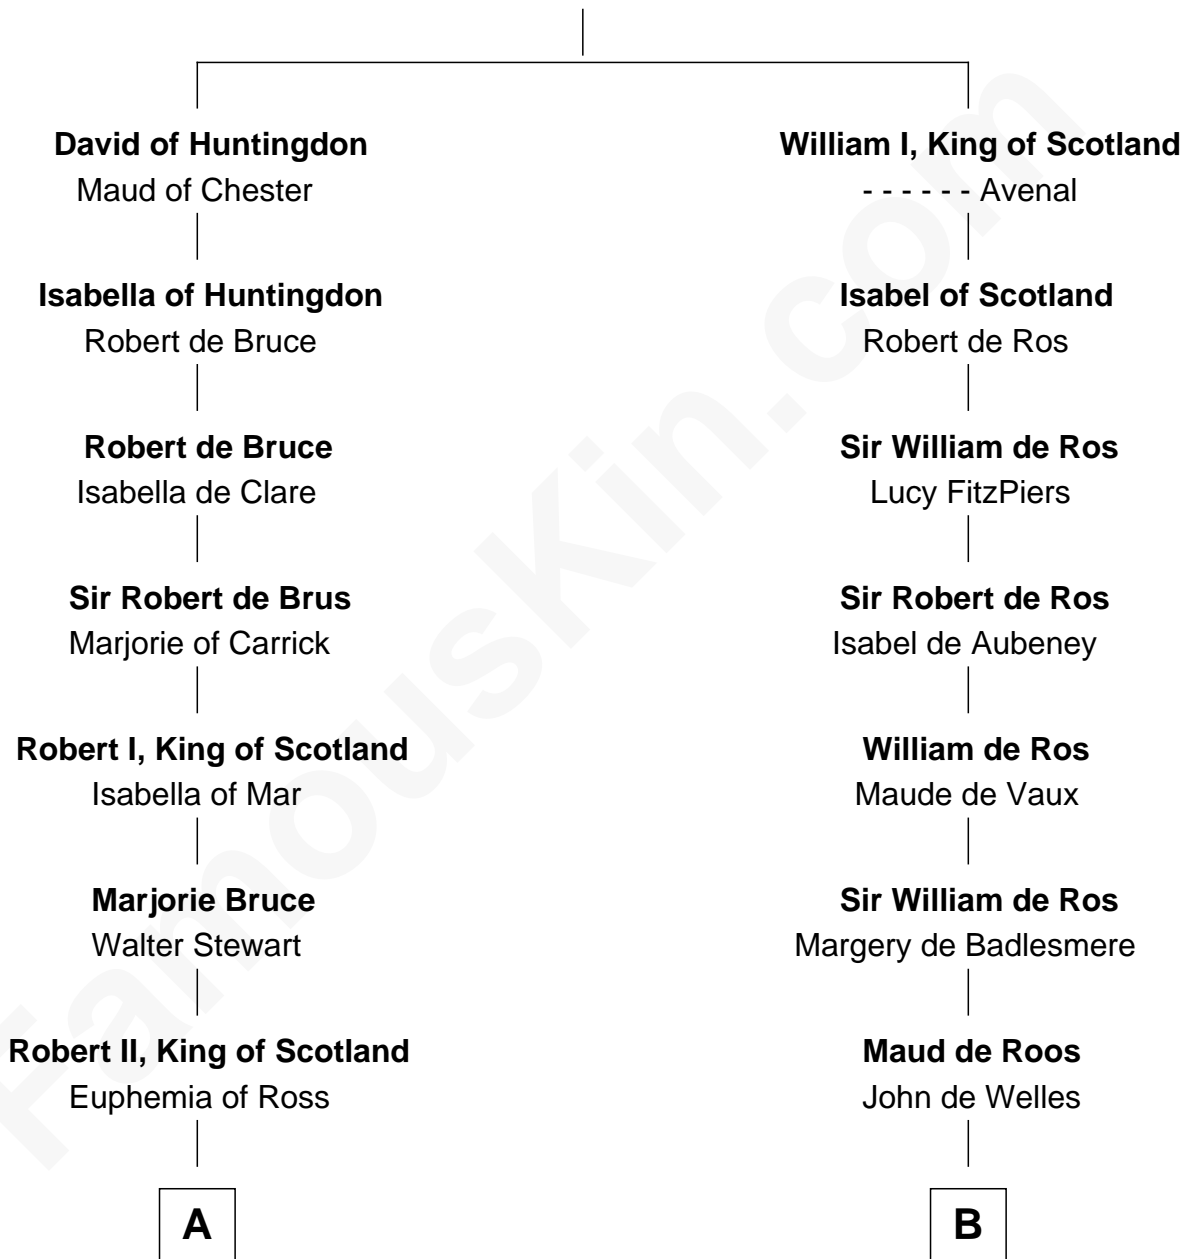 David of Huntingdon
Maud of Chester
Isabella of Huntingdon
Robert de Bruce
Robert de Bruce
Isabella de Clare
Sir Robert de Brus
Marjorie of Carrick
Robert I, King of Scotland
Isabella of Mar
Marjorie Bruce
Walter Stewart
Robert II, King of Scotland
Euphemia of Ross
A
William I, King of Scotland
- - - - - - Avenal
Isabel of Scotland
Robert de Ros
Sir William de Ros
Lucy FitzPiers
Sir Robert de Ros
Isabel de Aubeney
William de Ros
Maude de Vaux
Sir William de Ros
Margery de Badlesmere
Maud de Roos
John de Welles
B
FamousKin.com